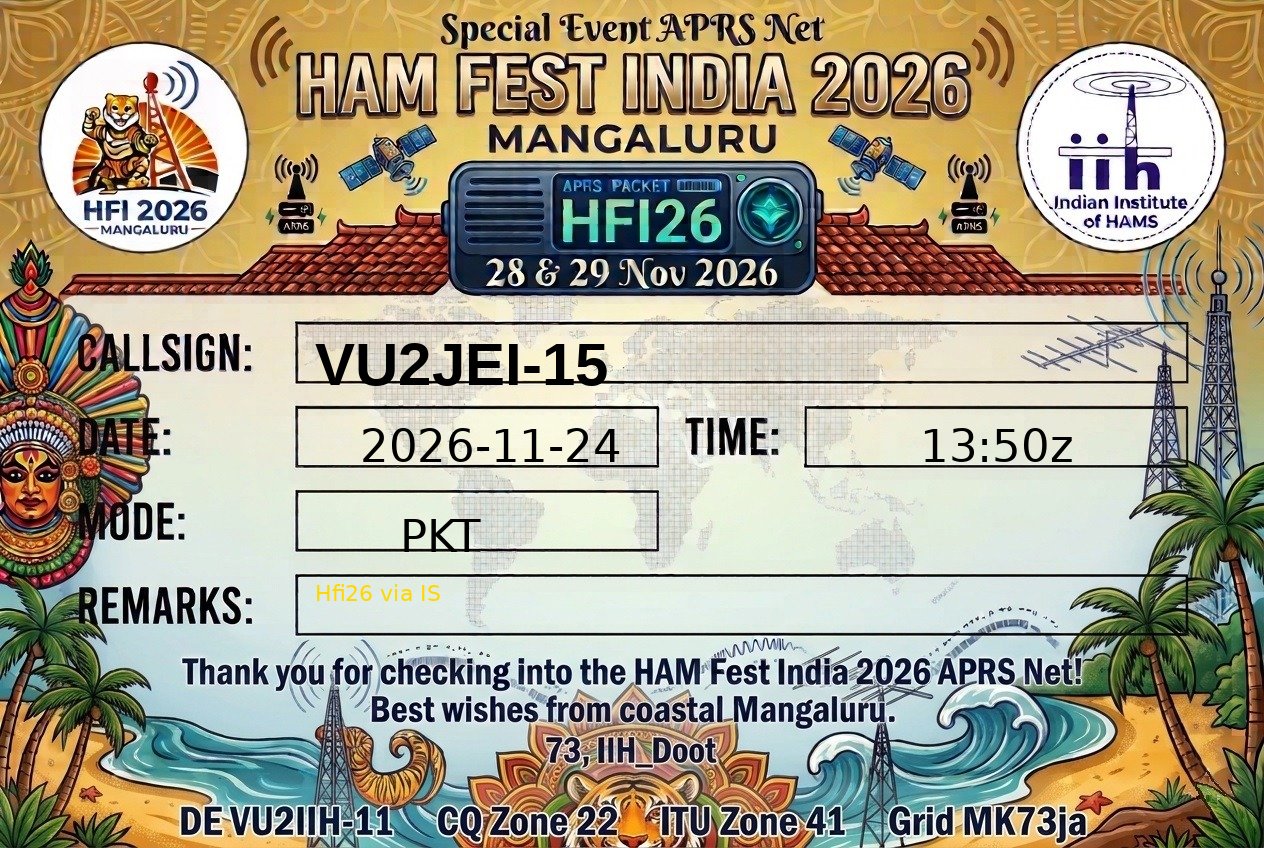 Special Event APRS Net
HAM FEST INDIA 2026
MANGALURU
HFI 2026
MANGALURU
iih
Indian Institute
of HAMS
APRS
APRS PACKET
HFI26
28 & 29 Nov 2026
CALLSIGN: VU2JEI-15
DATE: 2026-11-24 TIME: 13:50z
MODE: PKT
REMARKS: Hfi26 via IS
Thank you for checking into the HAM Fest India 2026 APRS Net!
Best wishes from coastal Mangaluru.
73, IIH_Doot
DE VU2IIH-11 CQ Zone 22 ITU Zone 41 Grid MK73ja